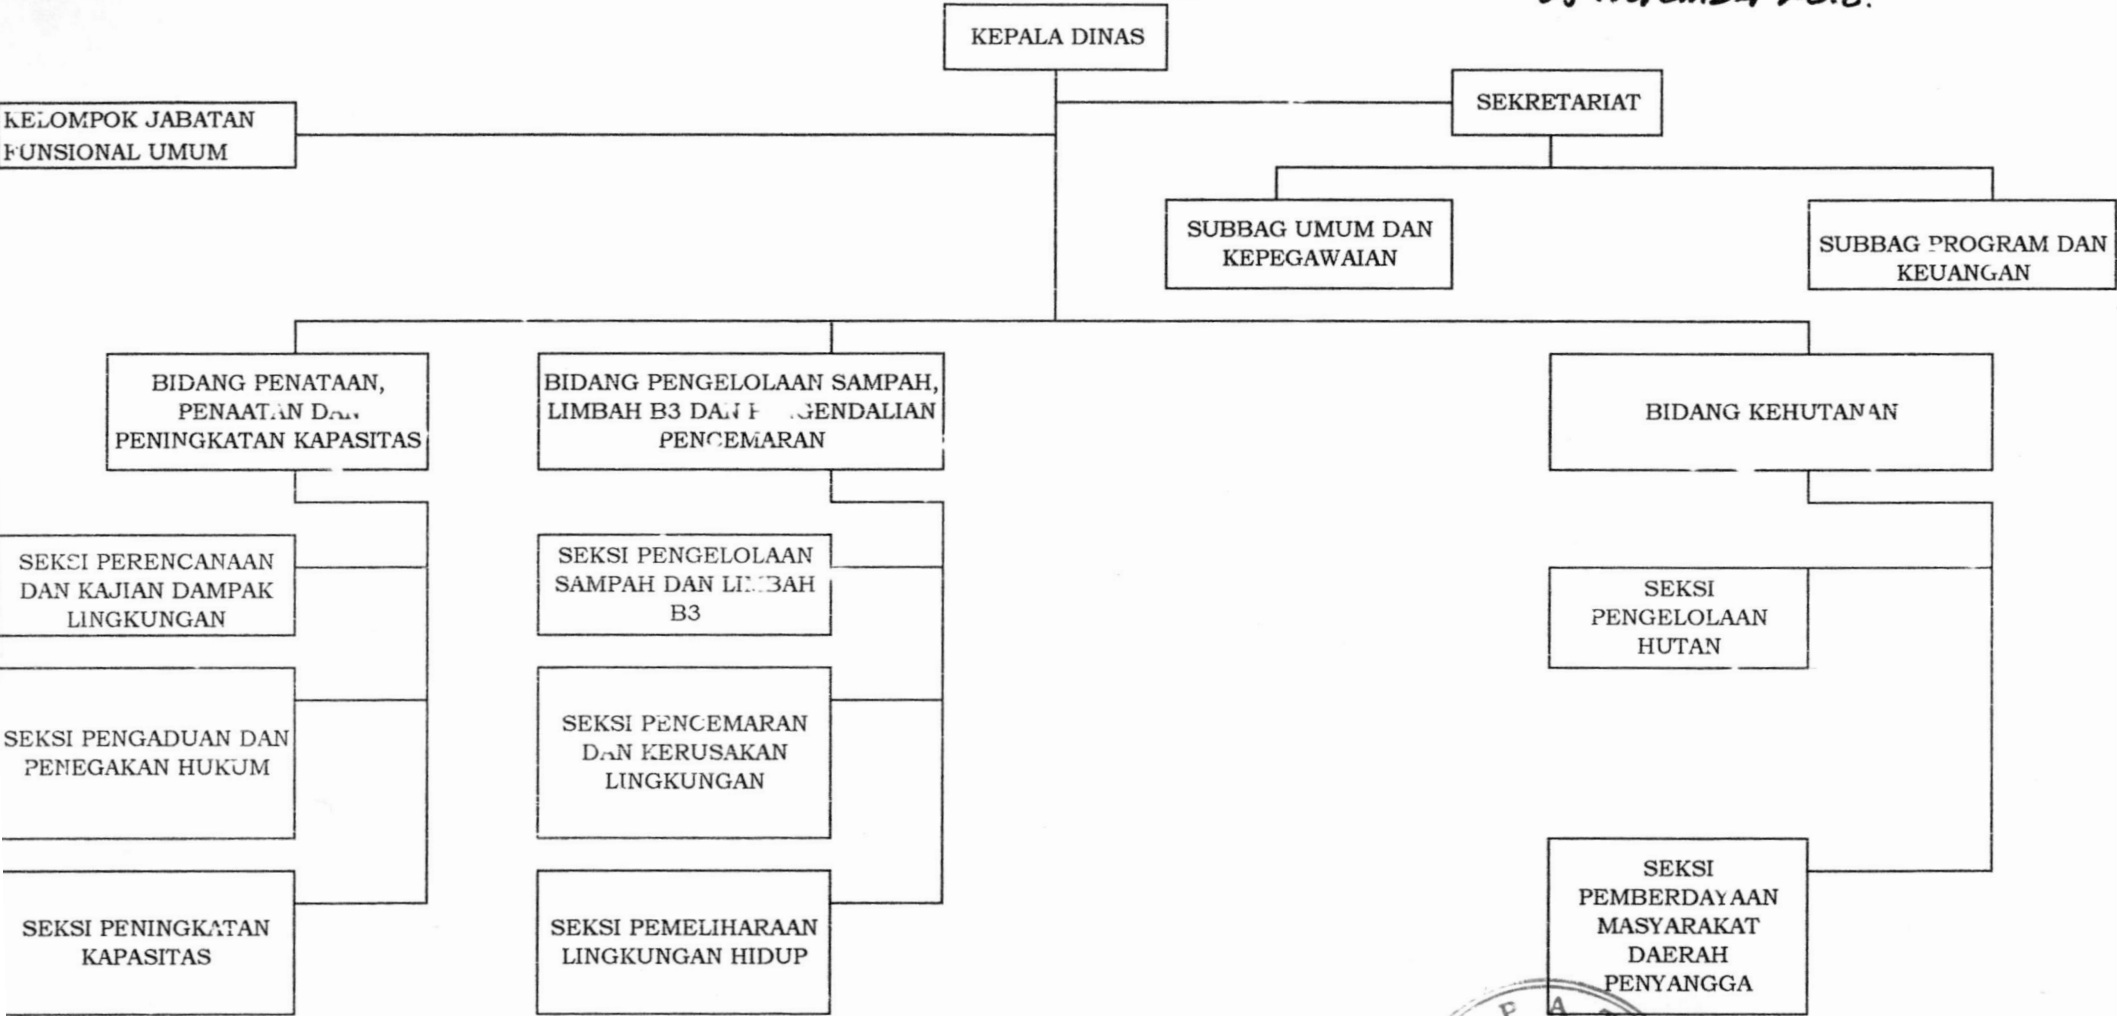 November
KEPALA DINAS
SEKRETARIAT
KELOMPOK JABATAN
FUNSIONAL UMUM
SUBBAG UMUM DAN
KEPEGAWAIAN
SUBBAG PROGRAM DAN
KEUANGAN
BIDANG PENATAAN,
PENAATAN DAN
PENINGKATAN KAPASITAS
BIDANG PENGELOLAAN SAMPAH,
LIMBAH B3 DAN PENGENDALIAN
PENCEMARAN
BIDANG KEHUTANAN
SEKSI PERENCANAAN
DAN KAJIAN DAMPAK
LINGKUNGAN
SEKSI PENGELOLAAN
SAMPAH DAN LIMBAH
B3
SEKSI
PENGELOLAAN
HUTAN
SEKSI PENGADUAN DAN
PENEGAKAN HUKUM
SEKSI PENCEMARAN
DAN KERUSAKAN
LINGKUNGAN
SEKSI PENINGKATAN
KAPASITAS
SEKSI PEMELIHARAAN
LINGKUNGAN HIDUP
SEKSI
PEMBERDAYAAN
MASYARAKAT
DAERAH
PENYANGGA